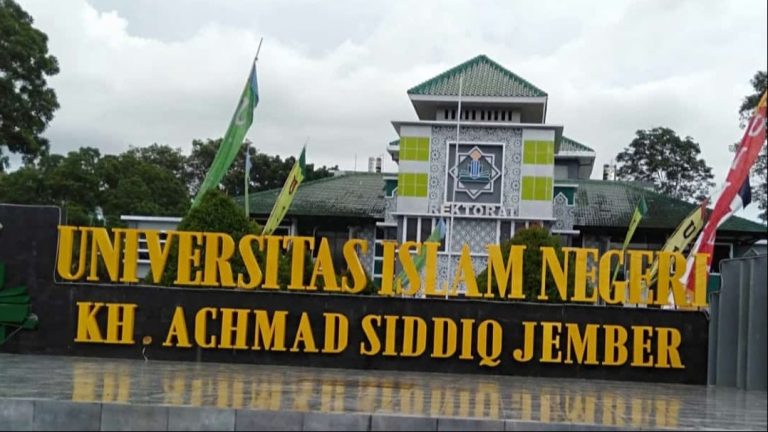 REKTORAT
UNIVERSITAS ISLAM NEGERI
KH. ACHMAD SIDDIQ JEMBER